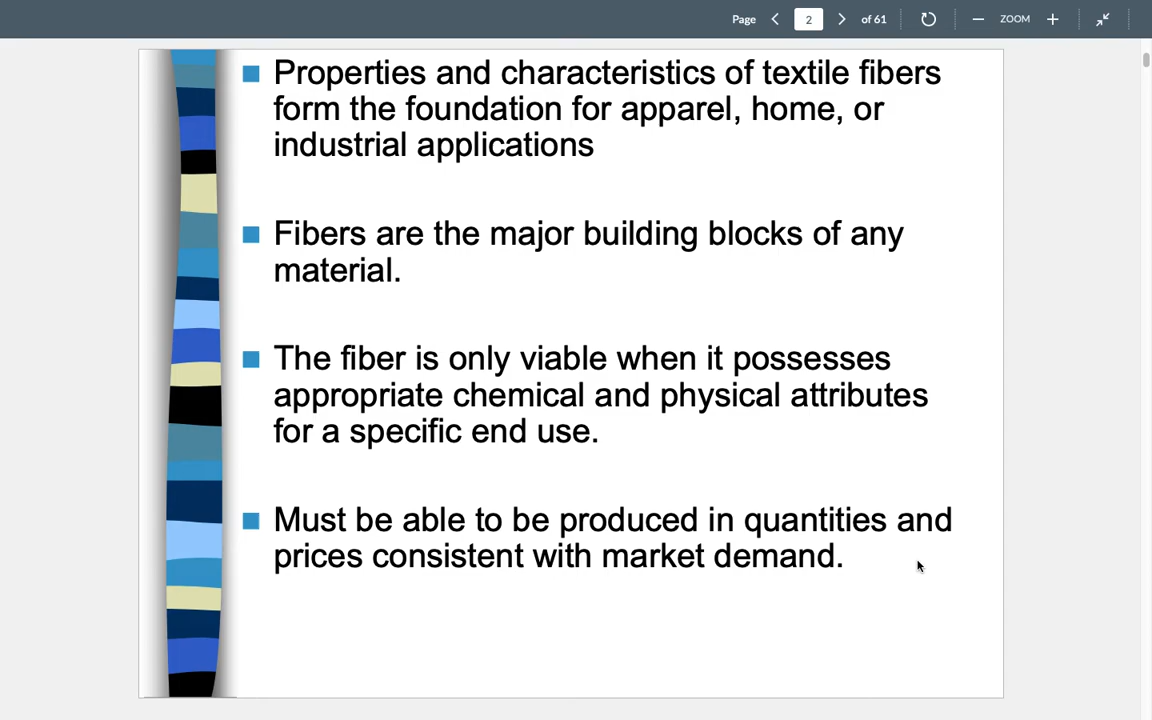 Page 2 of 61 ZOOM
Properties and characteristics of textile fibers
form the foundation for apparel, home, or
industrial applications
Fibers are the major building blocks of any
material.
The fiber is only viable when it possesses
appropriate chemical and physical attributes
for a specific end use.
Must be able to be produced in quantities and
prices consistent with market demand.